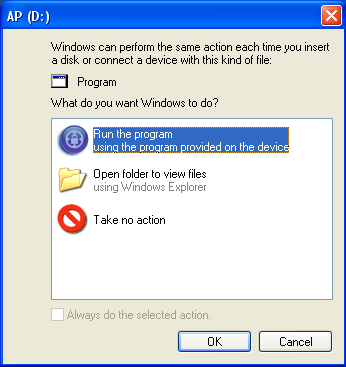 AP (D:)
Windows can perform the same action each time you insert
a disk or connect a device with this kind of file:
Program
What do you want Windows to do?
Run the program
using the program provided on the device
Open folder to view files
using Windows Explorer
Take no action
Always do the selected action.
OK
Cancel